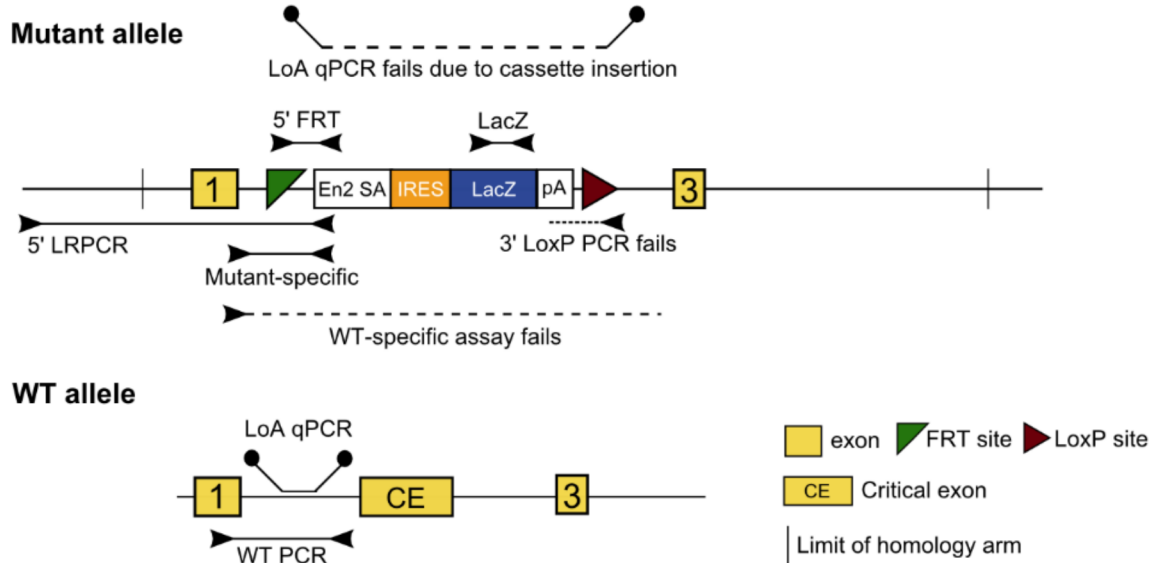 Mutant allele
LoA qPCR fails due to cassette insertion
5' FRT
LacZ
1
En2 SA
IRES
LacZ
pA
3
5' LRPCR
3' LoxP PCR fails
Mutant-specific
WT-specific assay fails
WT allele
LoA qPCR
1
CE
3
WT PCR
exon
FRT site
LoxP site
CE
Critical exon
Limit of homology arm